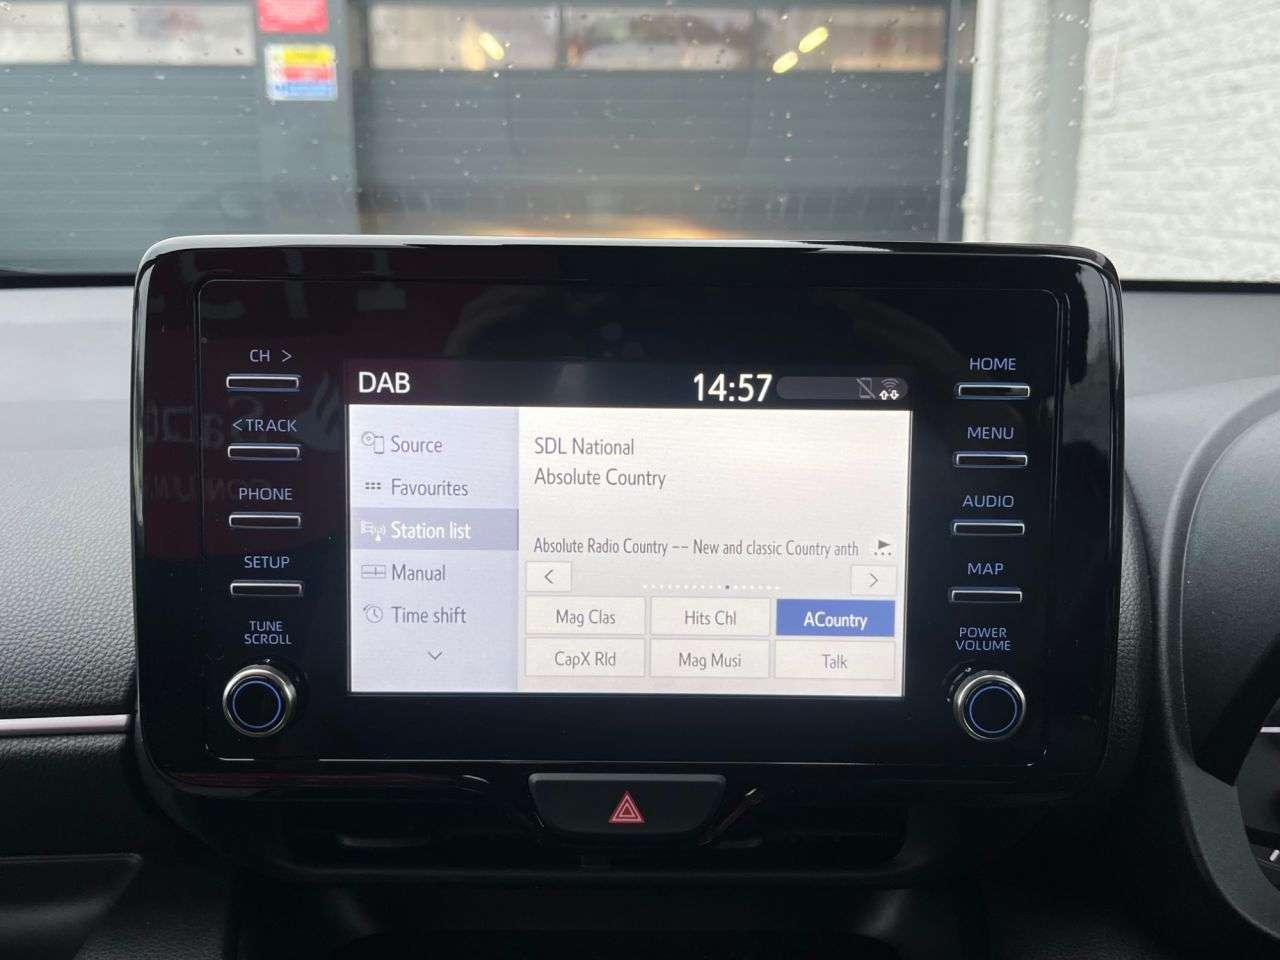 CH >
< TRACK
PHONE
SETUP
TUNE
SCROLL
DAB
14:57
Source
Favourites
Station list
Manual
Time shift
SDL National
Absolute Country
Absolute Radio Country -- New and classic Country anth
Mag Clas
Hits Chl
ACountry
CapX Rld
Mag Musi
Talk
HOME
MENU
AUDIO
MAP
POWER
VOLUME